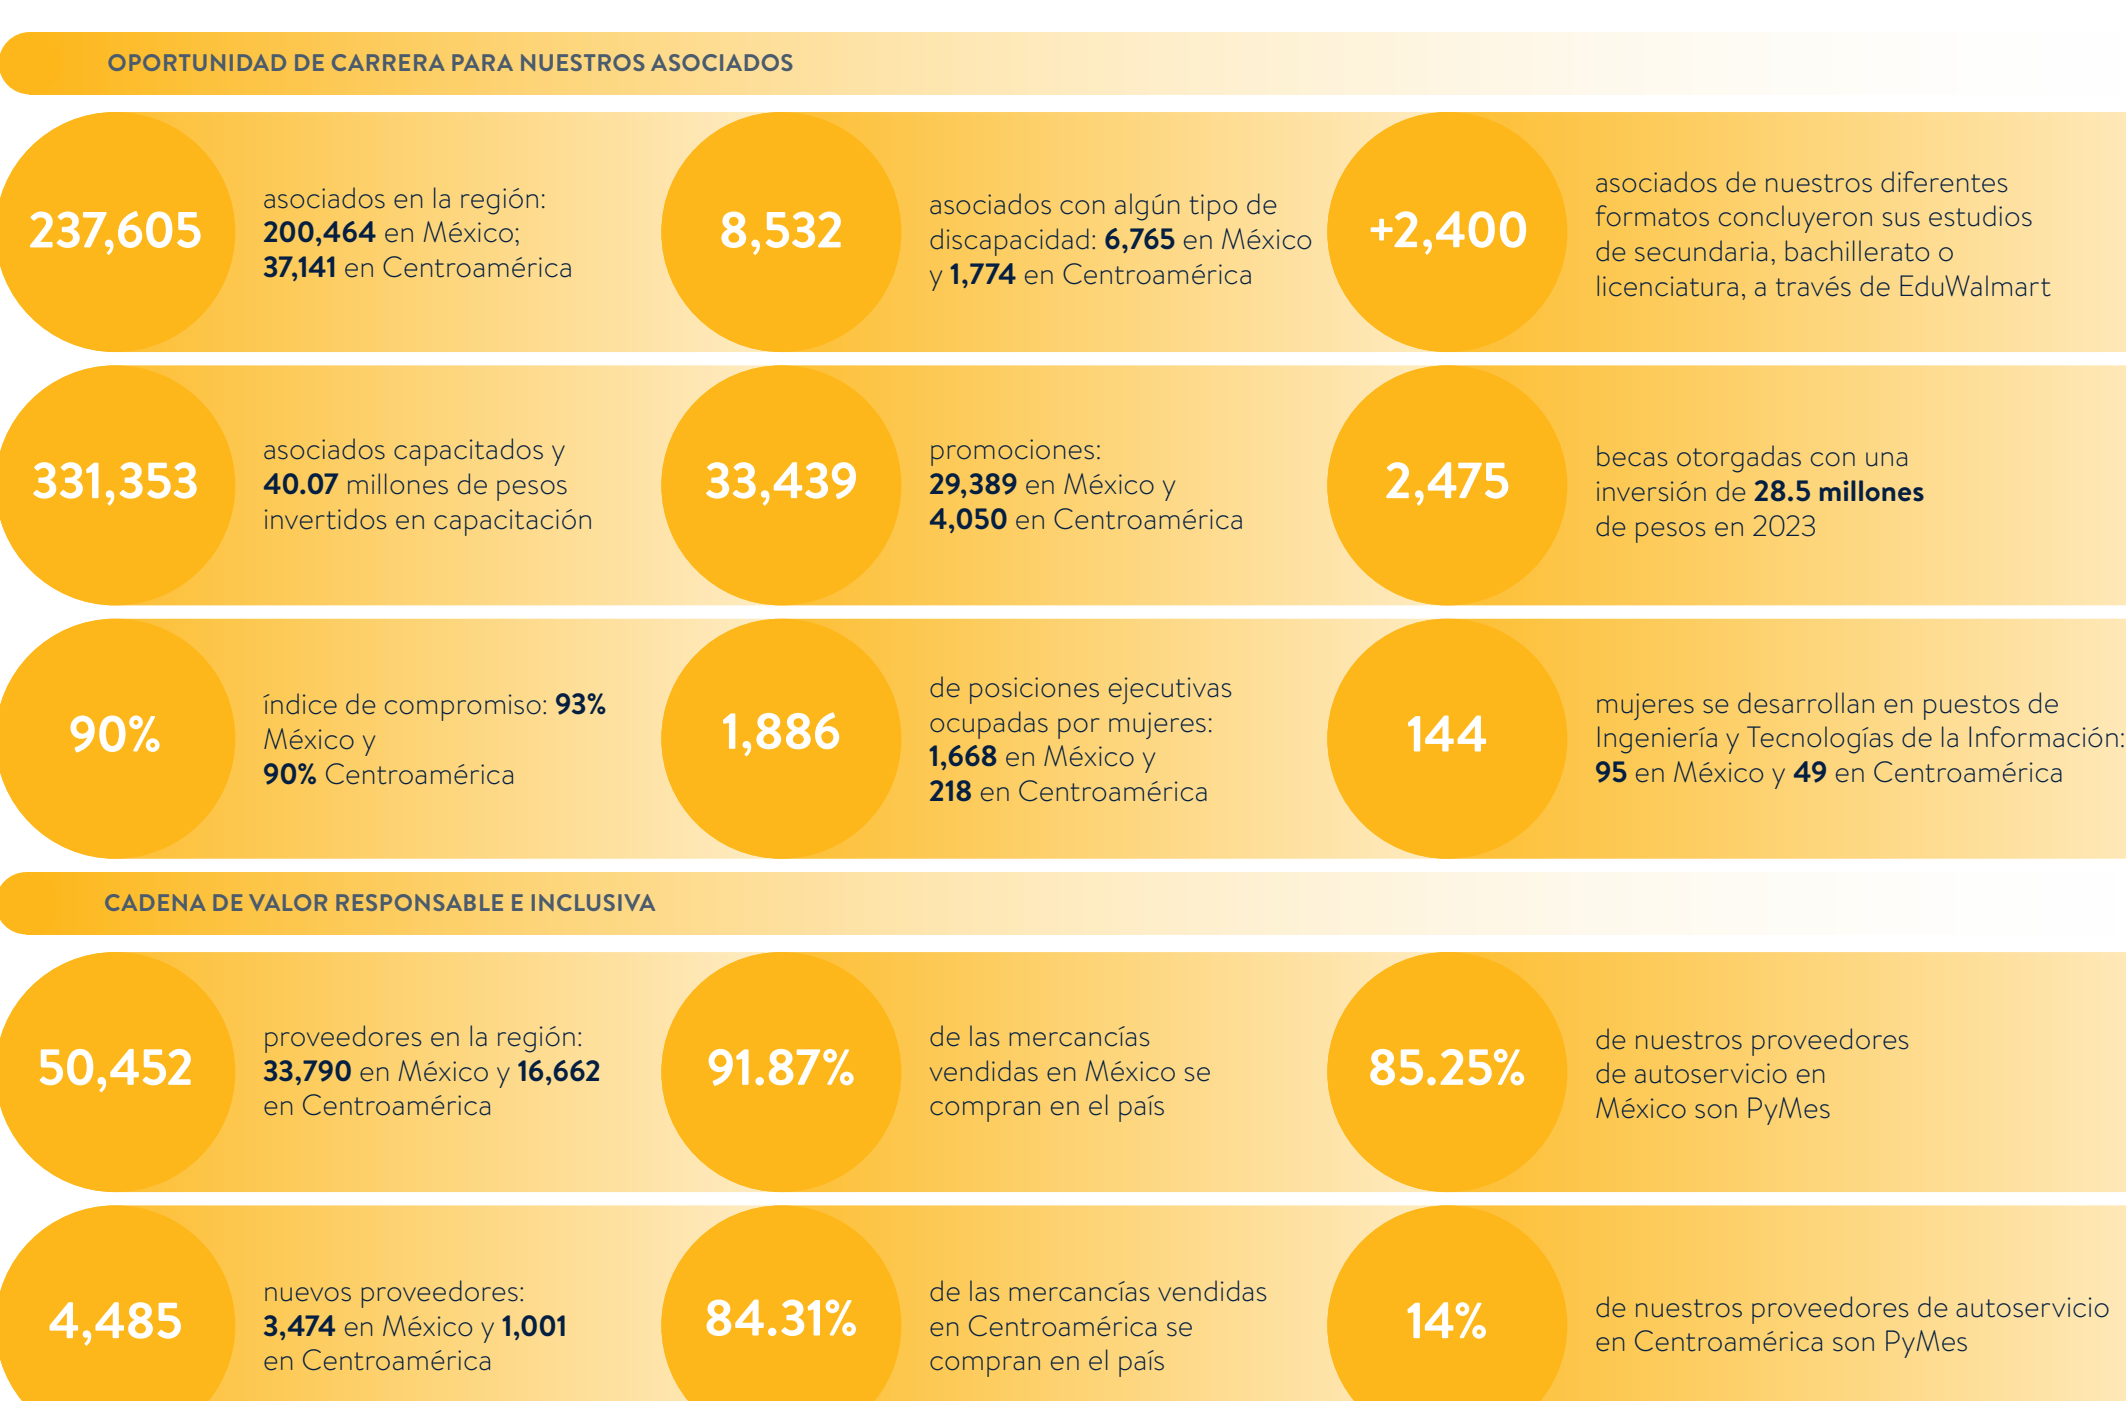 OPORTUNIDAD DE CARRERA PARA NUESTROS ASOCIADOS
237,605
asociados en la región:
200,464 en México;
37,141 en Centroamérica
8,532
asociados con algún tipo de
discapacidad: 6,765 en México
y 1,774 en Centroamérica
+2,400
asociados de nuestros diferentes
formatos concluyeron sus estudios
de secundaria, bachillerato o
licenciatura, a través de EduWalmart
331,353
asociados capacitados y
40.07 millones de pesos
invertidos en capacitación
33,439
promociones:
29,389 en México y
4,050 en Centroamérica
2,475
becas otorgadas con una
inversión de 28.5 millones
de pesos en 2023
90%
índice de compromiso: 93%
México y
90% Centroamérica
1,886
de posiciones ejecutivas
ocupadas por mujeres:
1,668 en México y
218 en Centroamérica
144
mujeres se desarrollan en puestos de
Ingeniería y Tecnologías de la Información:
95 en México y 49 en Centroamérica
CADENA DE VALOR RESPONSABLE E INCLUSIVA
50,452
proveedores en la región:
33,790 en México y 16,662
en Centroamérica
91.87%
de las mercancías
vendidas en México se
compran en el país
85.25%
de nuestros proveedores
de autoservicio en
México son PyMes
4,485
nuevos proveedores:
3,474 en México y 1,001
en Centroamérica
84.31%
de las mercancías vendidas
en Centroamérica se
compran en el país
14%
de nuestros proveedores de autoservicio
en Centroamérica son PyMes